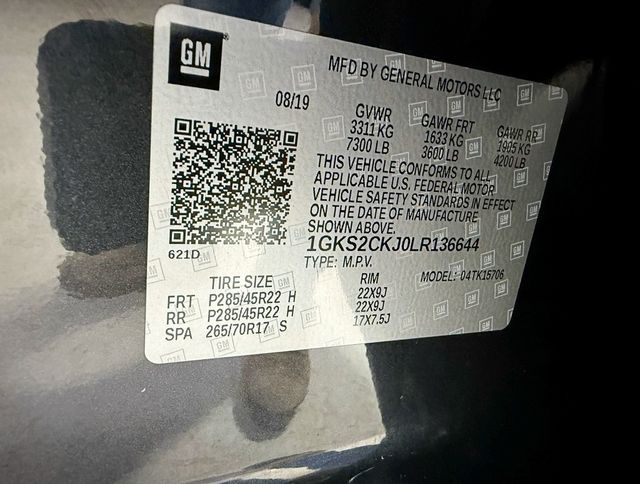 GM
MFD BY GENERAL MOTORS LLC
08/19
GVWR GAWR FRT GAWR RR
3311 KG 1633 KG 1905 KG
7300 LB 3600 LB 4200 LB
THIS VEHICLE CONFORMS TO ALL
APPLICABLE U.S. FEDERAL MOTOR
VEHICLE SAFETY STANDARDS IN EFFECT
ON THE DATE OF MANUFACTURE
SHOWN ABOVE.
1GKS2CKJ0LR136644
621D
TYPE: M.P.V. MODEL: 04TK15706
TIRE SIZE RIM
FRT P285/45R22 H 22X9J
RR P285/45R22 H 22X9J
SPA 265/70R17 S 17X7.5J